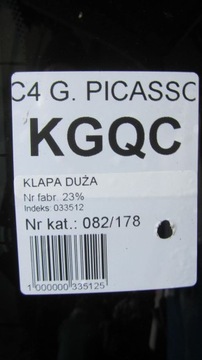 C4 G. PICASSO
KGQC
KLAPA DUŻA
Nr fabr. 23%
Indeks: 033512
Nr kat.: 082/178
1 000000 335125